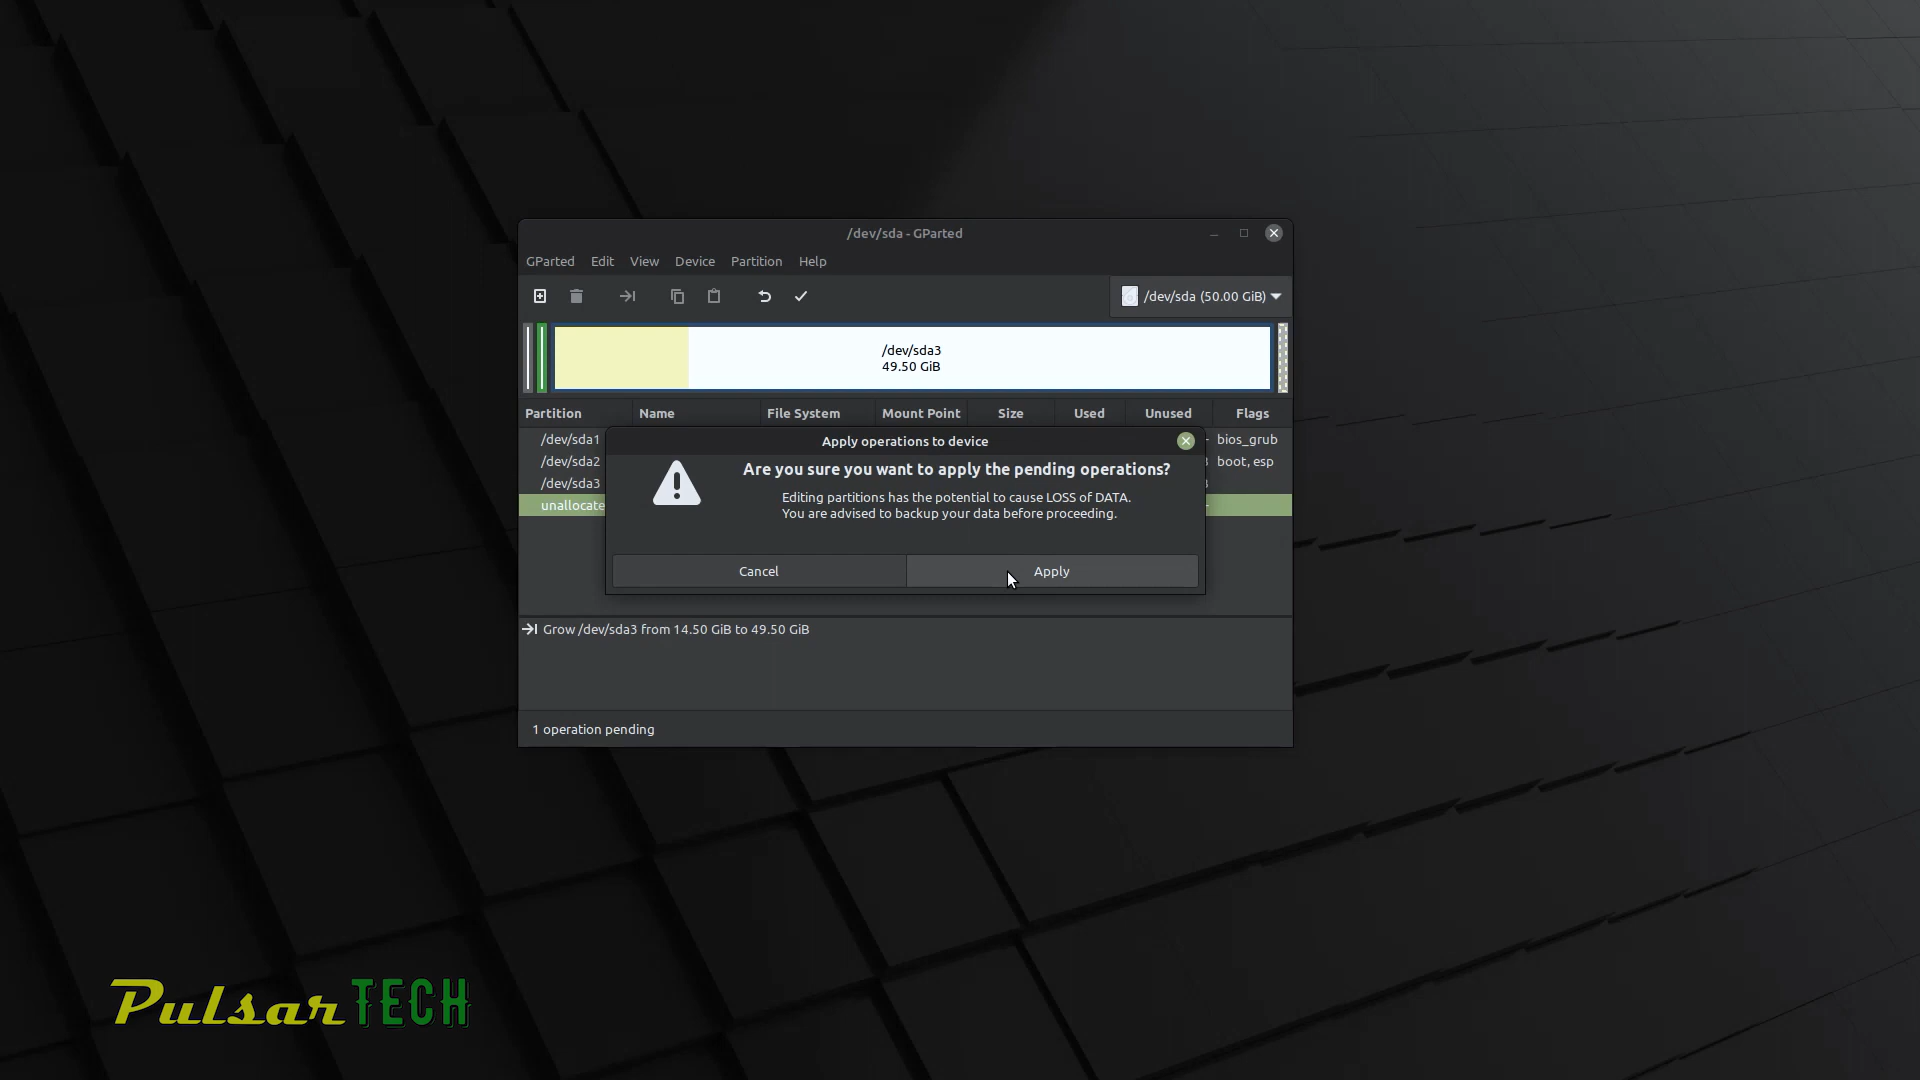 /dev/sda - GParted
GParted Edit View Device Partition Help
/dev/sda (50.00 GiB)
/dev/sda3
49.50 GiB
Partition Name File System Mount Point Size Used Unused Flags
/dev/sda1 bios_grub
/dev/sda2 boot, esp
/dev/sda3
unallocate
Apply operations to device
Are you sure you want to apply the pending operations?
Editing partitions has the potential to cause LOSS of DATA.
You are advised to backup your data before proceeding.
Cancel Apply
Grow /dev/sda3 from 14.50 GiB to 49.50 GiB
1 operation pending
PulsarTECH